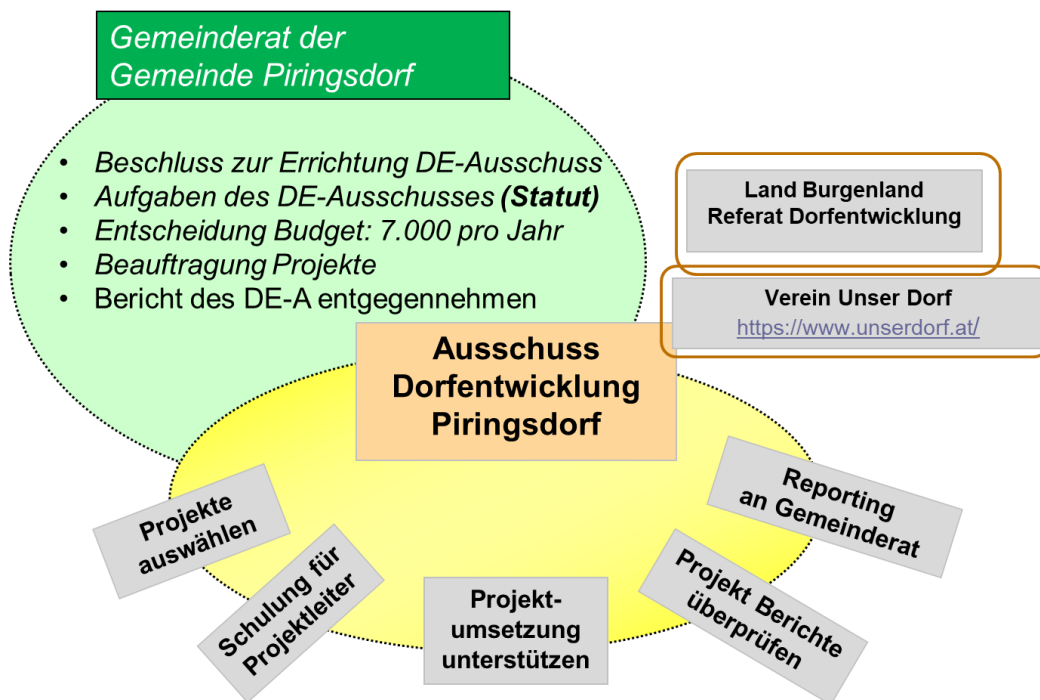 Gemeinderat der
Gemeinde Piringsdorf
• Beschluss zur Errichtung DE-Ausschuss
• Aufgaben des DE-Ausschusses (Statut)
• Entscheidung Budget: 7.000 pro Jahr
• Beauftragung Projekte
• Bericht des DE-A entgegennehmen
Land Burgenland
Referat Dorfentwicklung
Verein Unser Dorf
https://www.unserdorf.at/
Ausschuss
Dorfentwicklung
Piringsdorf
Projekte
auswählen
Schulung für
Projektleiter
Projekt-
umsetzung
unterstützen
Projekt Berichte
überprüfen
Reporting
an Gemeinderat